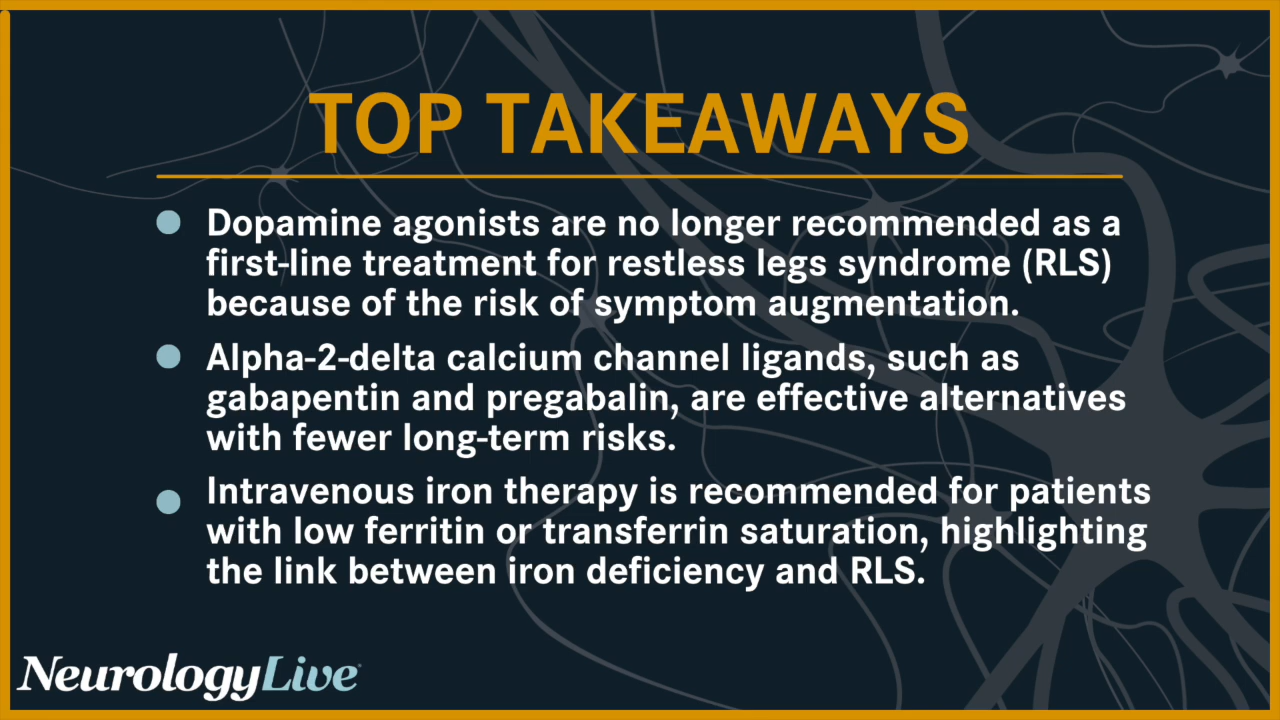 TOP TAKEAWAYS
Dopamine agonists are no longer recommended as a
first-line treatment for restless legs syndrome (RLS)
because of the risk of symptom augmentation.
Alpha-2-delta calcium channel ligands, such as
gabapentin and pregabalin, are effective alternatives
with fewer long-term risks.
Intravenous iron therapy is recommended for patients
with low ferritin or transferrin saturation, highlighting
the link between iron deficiency and RLS.
NeurologyLive